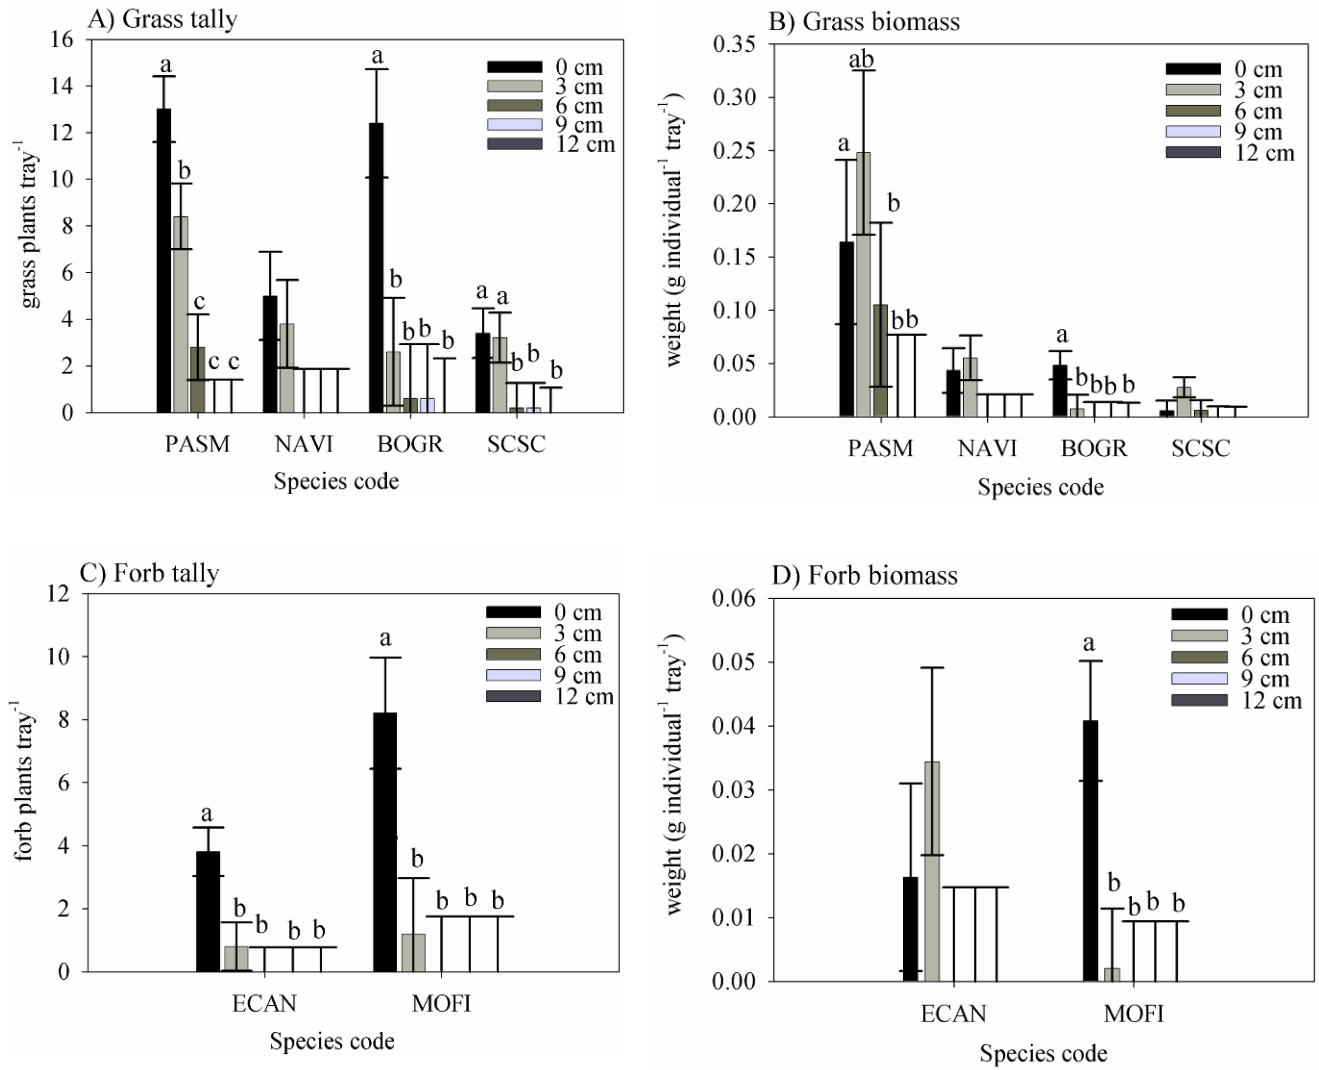 A) Grass tally
16
14
12
10
8
6
4
2
0
grass plants tray-1
a
b
c
c c
a
b
b b
b
a a
b b
b
0 cm
3 cm
6 cm
9 cm
12 cm
PASM NAVI BOGR SCSC
Species code
B) Grass biomass
0.35
0.30
0.25
0.20
0.15
0.10
0.05
0.00
weight (g individual-1 tray-1)
a
ab
b
bb
a
b
bb b
0 cm
3 cm
6 cm
9 cm
12 cm
PASM NAVI BOGR SCSC
Species code
C) Forb tally
12
10
8
6
4
2
0
forb plants tray-1
a
b
b b b
a
b
b b b
0 cm
3 cm
6 cm
9 cm
12 cm
ECAN MOFI
Species code
D) Forb biomass
0.06
0.05
0.04
0.03
0.02
0.01
0.00
weight (g individual-1 tray-1)
a
b
b b b
0 cm
3 cm
6 cm
9 cm
12 cm
ECAN MOFI
Species code